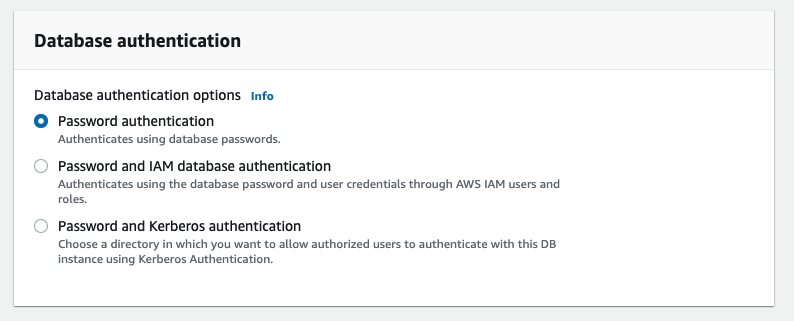 Database authentication
Database authentication options Info
Password authentication
Authenticates using database passwords.
Password and IAM database authentication
Authenticates using the database password and user credentials through AWS IAM users and
roles.
Password and Kerberos authentication
Choose a directory in which you want to allow authorized users to authenticate with this DB
instance using Kerberos Authentication.